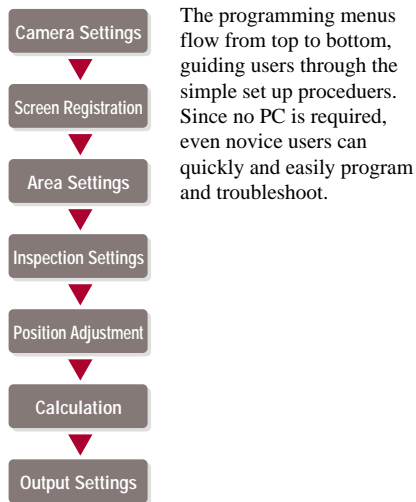 Camera Settings
Screen Registration
Area Settings
Inspection Settings
Position Adjustment
Calculation
Output Settings
The programming menus
flow from top to bottom,
guiding users through the
simple set up proceduers.
Since no PC is required,
even novice users can
quickly and easily program
and troubleshoot.